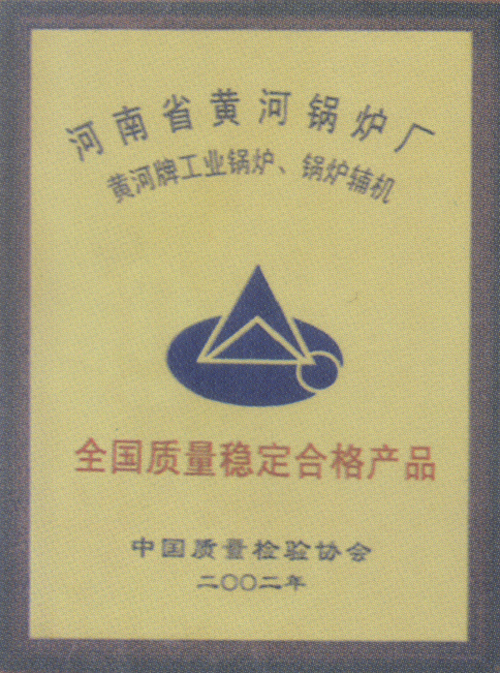 河南省黄河锅炉厂
黄河牌工业锅炉、锅炉辅机
全国质量稳定合格产品
中国质量检验协会
二〇〇二年